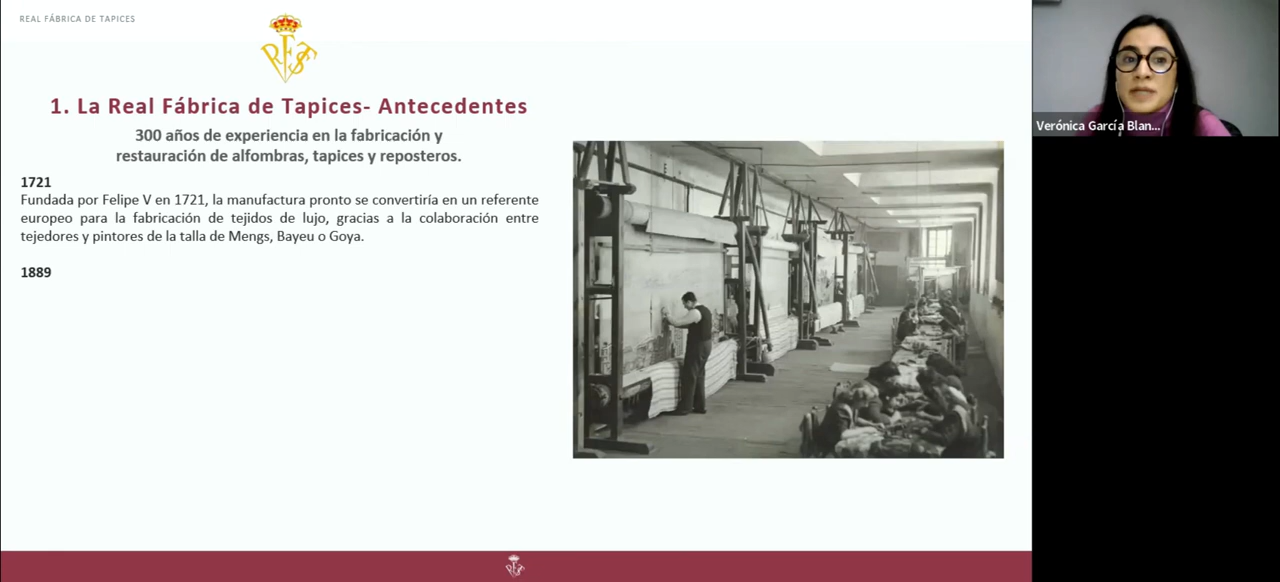 REAL FÁBRICA DE TAPICES
1. La Real Fábrica de Tapices- Antecedentes
300 años de experiencia en la fabricación y
restauración de alfombras, tapices y reposteros.
1721
Fundada por Felipe V en 1721, la manufactura pronto se convertiría en un referente
europeo para la fabricación de tejidos de lujo, gracias a la colaboración entre
tejedores y pintores de la talla de Mengs, Bayeu o Goya.
1889
Verónica García Blan...